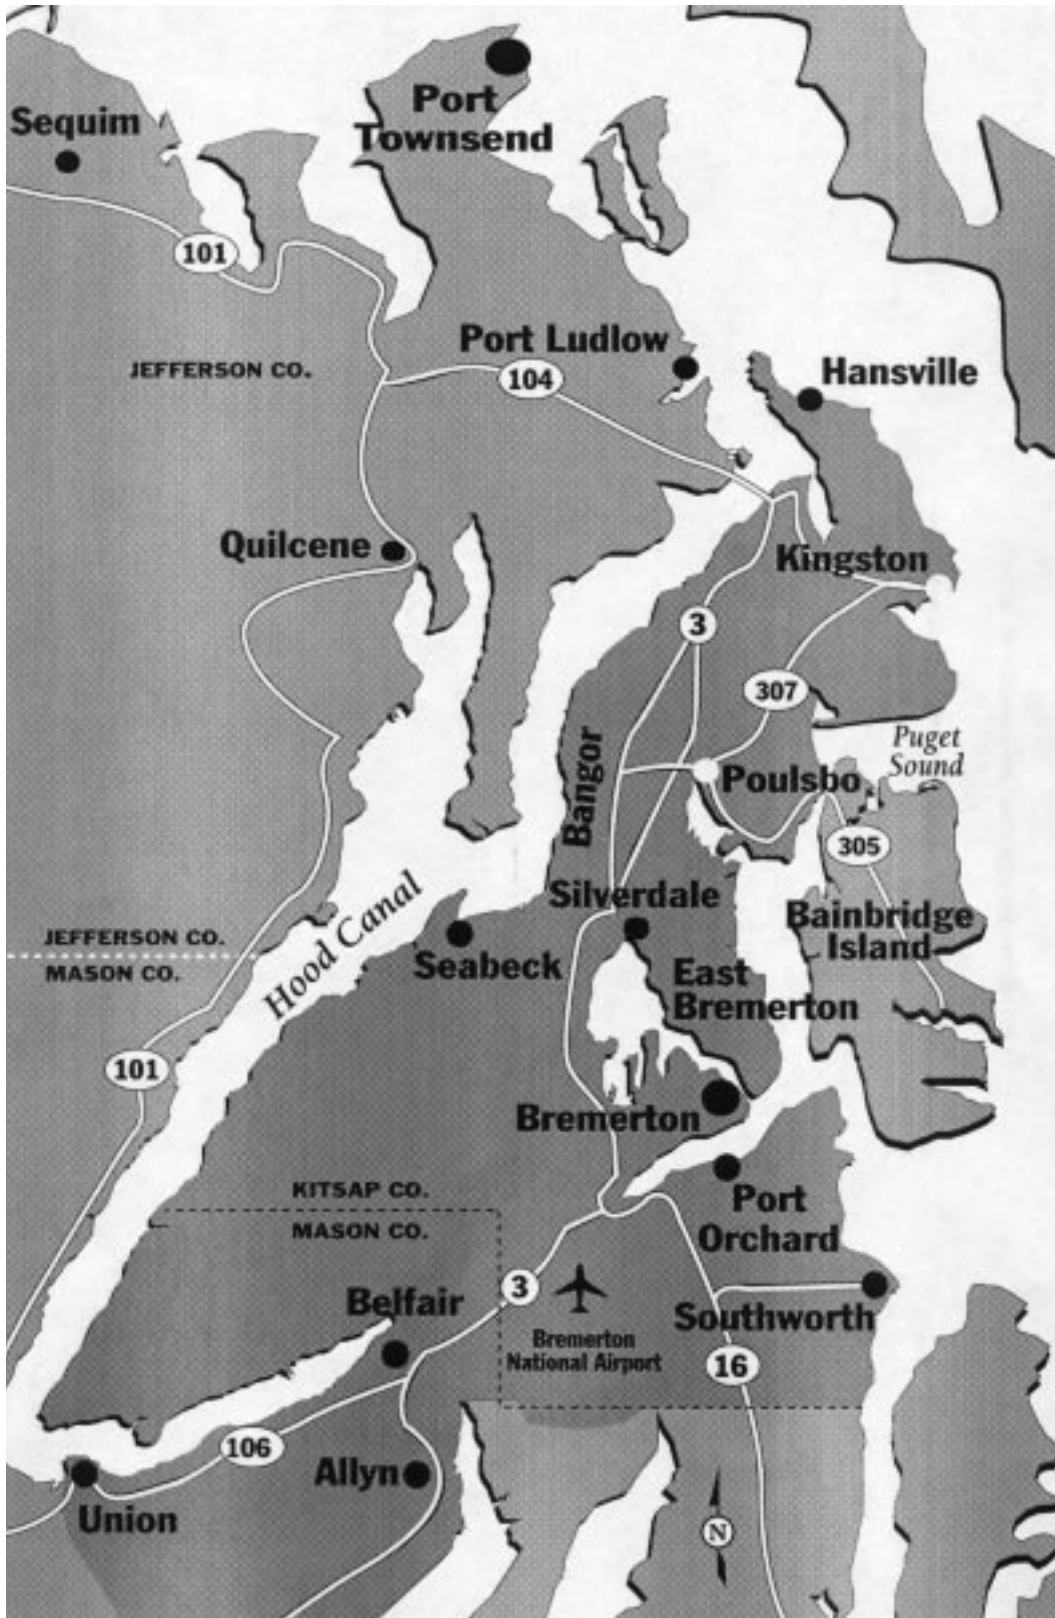 Port
Townsend
Sequim
101
Port Ludlow
JEFFERSON CO.
104
Hansville
Quilcene
Kingston
3
307
Puget
Sound
Bangor
Poulsbo
305
Silverdale
Bainbridge
Island
JEFFERSON CO.
MASON CO.
Hood Canal
Seabeck
East
Bremerton
101
Bremerton
KITSAP CO.
MASON CO.
Port
Orchard
3
Belfair
Southworth
Bremerton
National Airport
16
106
Allyn
Union
N